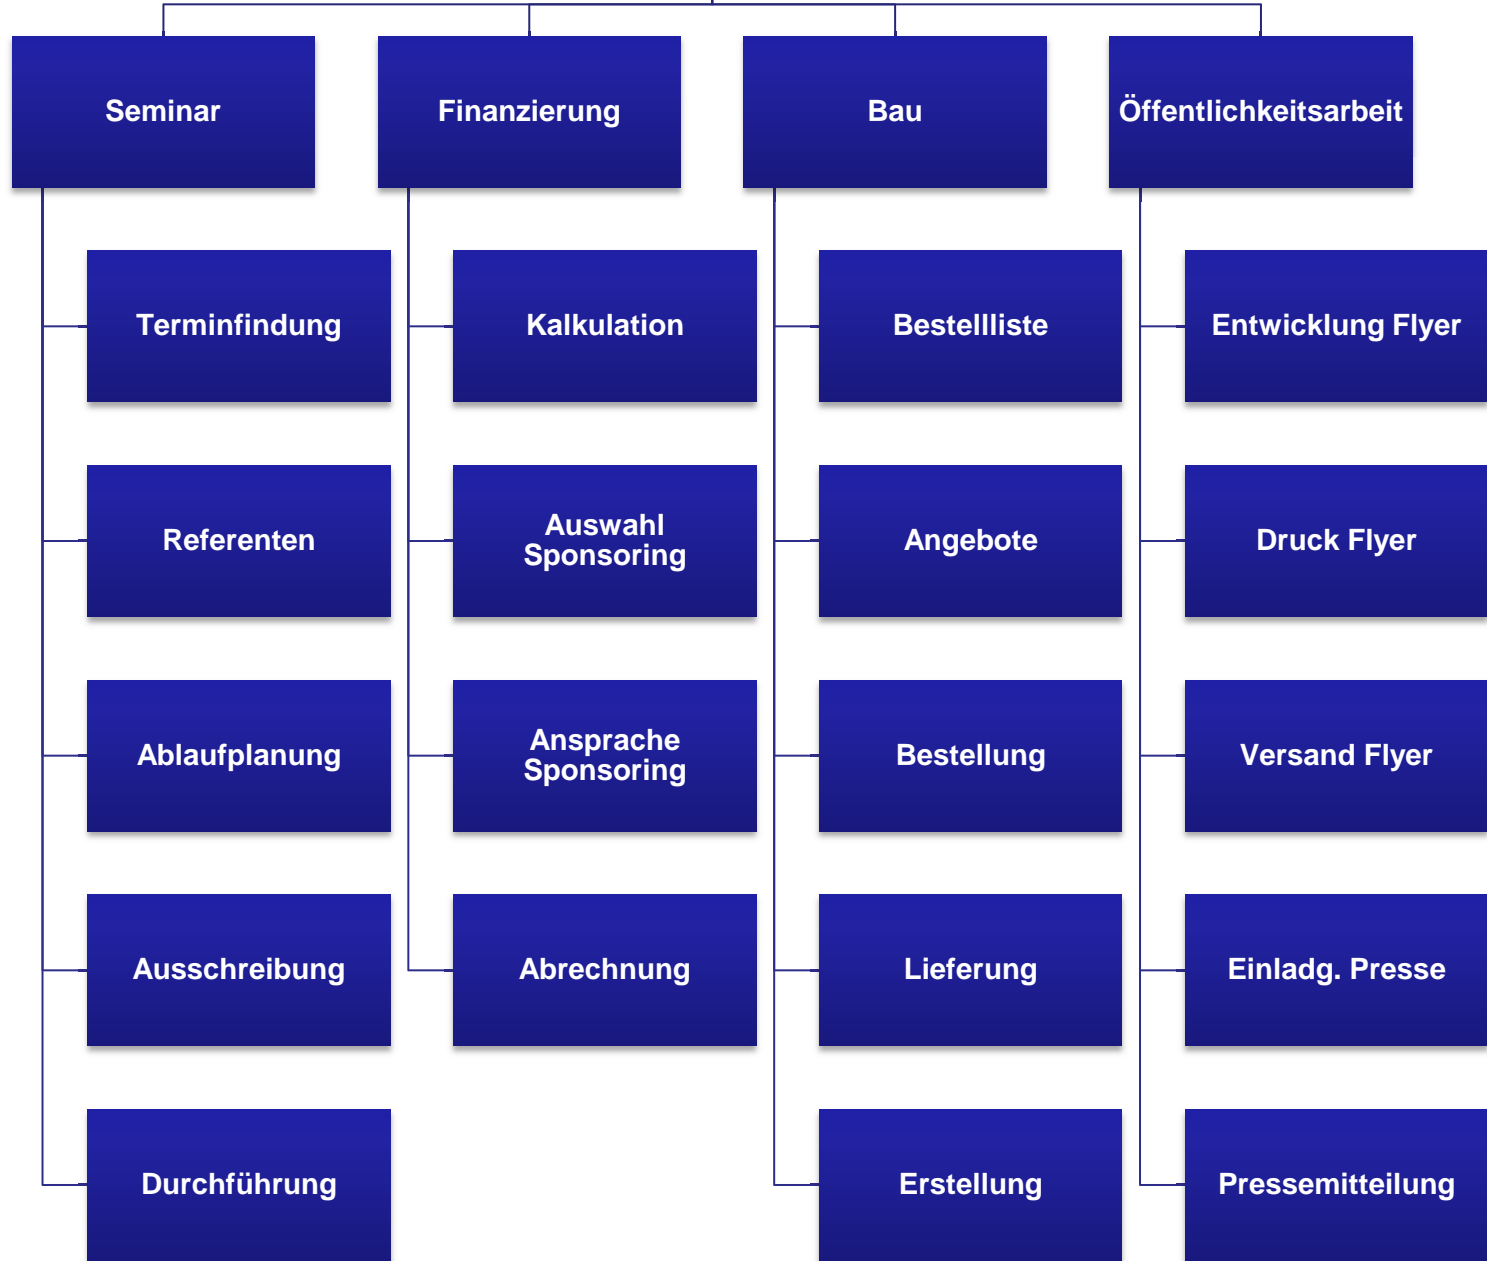 Seminar
Finanzierung
Bau
Öffentlichkeitsarbeit
Terminfindung
Kalkulation
Bestellliste
Entwicklung Flyer
Referenten
Auswahl
Sponsoring
Angebote
Druck Flyer
Ablaufplanung
Ansprache
Sponsoring
Bestellung
Versand Flyer
Ausschreibung
Abrechnung
Lieferung
Einladg. Presse
Durchführung
Erstellung
Pressemitteilung